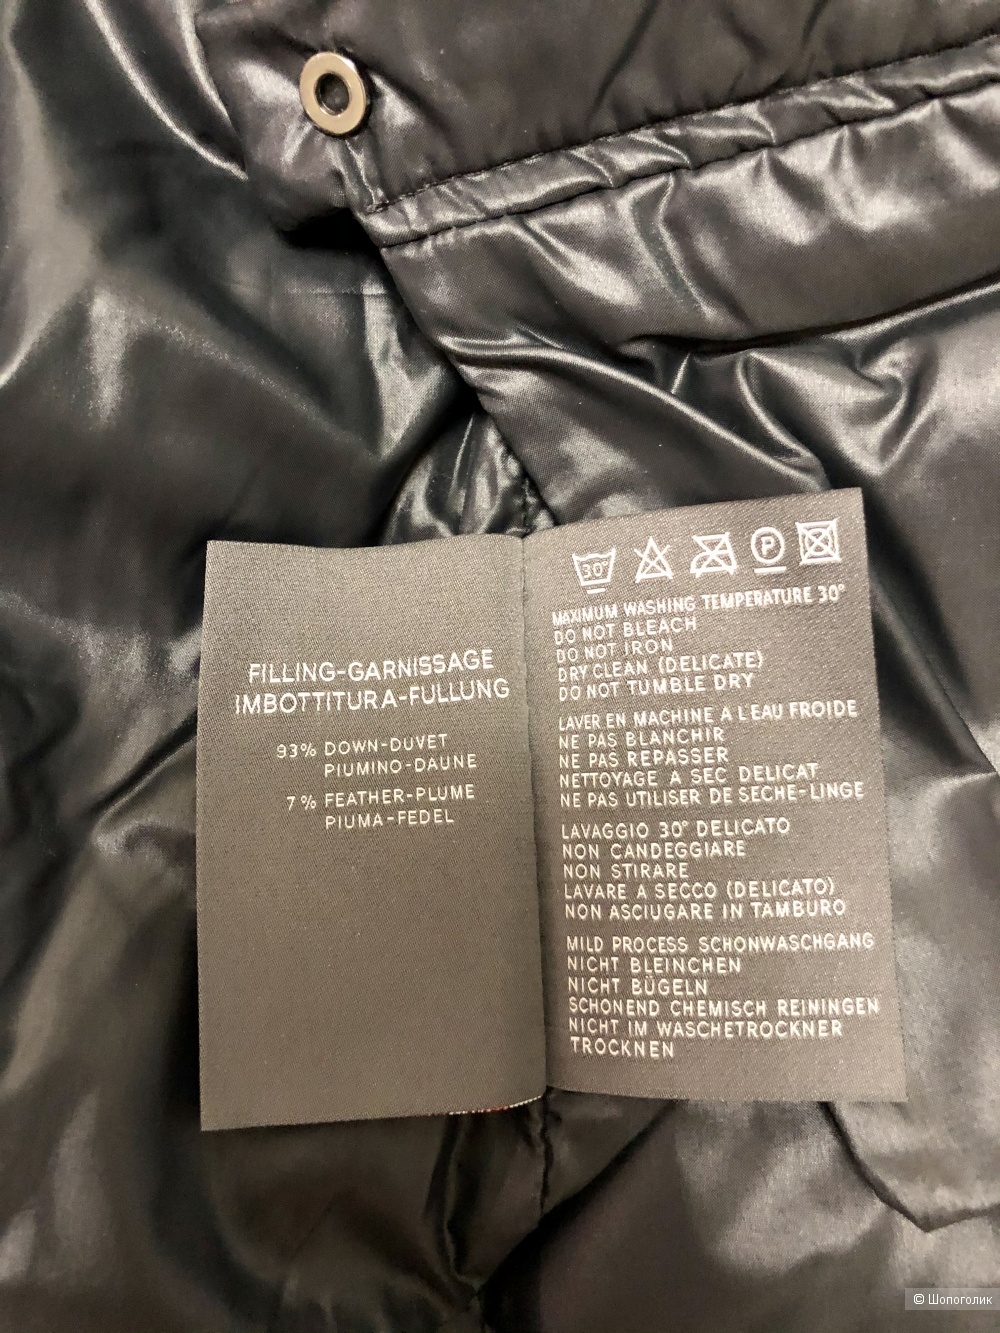 FILLING-GARNISSAGE
IMBOTTITURA-FULLUNG
93% DOWN-DUVET
PIUMINO-DAUNE
7% FEATHER-PLUME
PIUMA-FEDEL
30°
P
MAXIMUM WASHING TEMPERATURE 30°
DO NOT BLEACH
DO NOT IRON
DRY CLEAN (DELICATE)
DO NOT TUMBLE DRY
LAVER EN MACHINE A L'EAU FROIDE
NE PAS BLANCHIR
NE PAS REPASSER
NETTOYAGE A SEC DELICAT
NE PAS UTILISER DE SECHE-LINGE
LAVAGGIO 30° DELICATO
NON CANDEGGIARE
NON STIRARE
LAVARE A SECCO (DELICATO)
NON ASCIUGARE IN TAMBURO
MILD PROCESS SCHONWASCHGANG
NICHT BLEINCHEN
NICHT BÜGELN
SCHONEND CHEMISCH REININGEN
NICHT IM WASCHETROCKNER
TROCKNEN
© Шопоголик